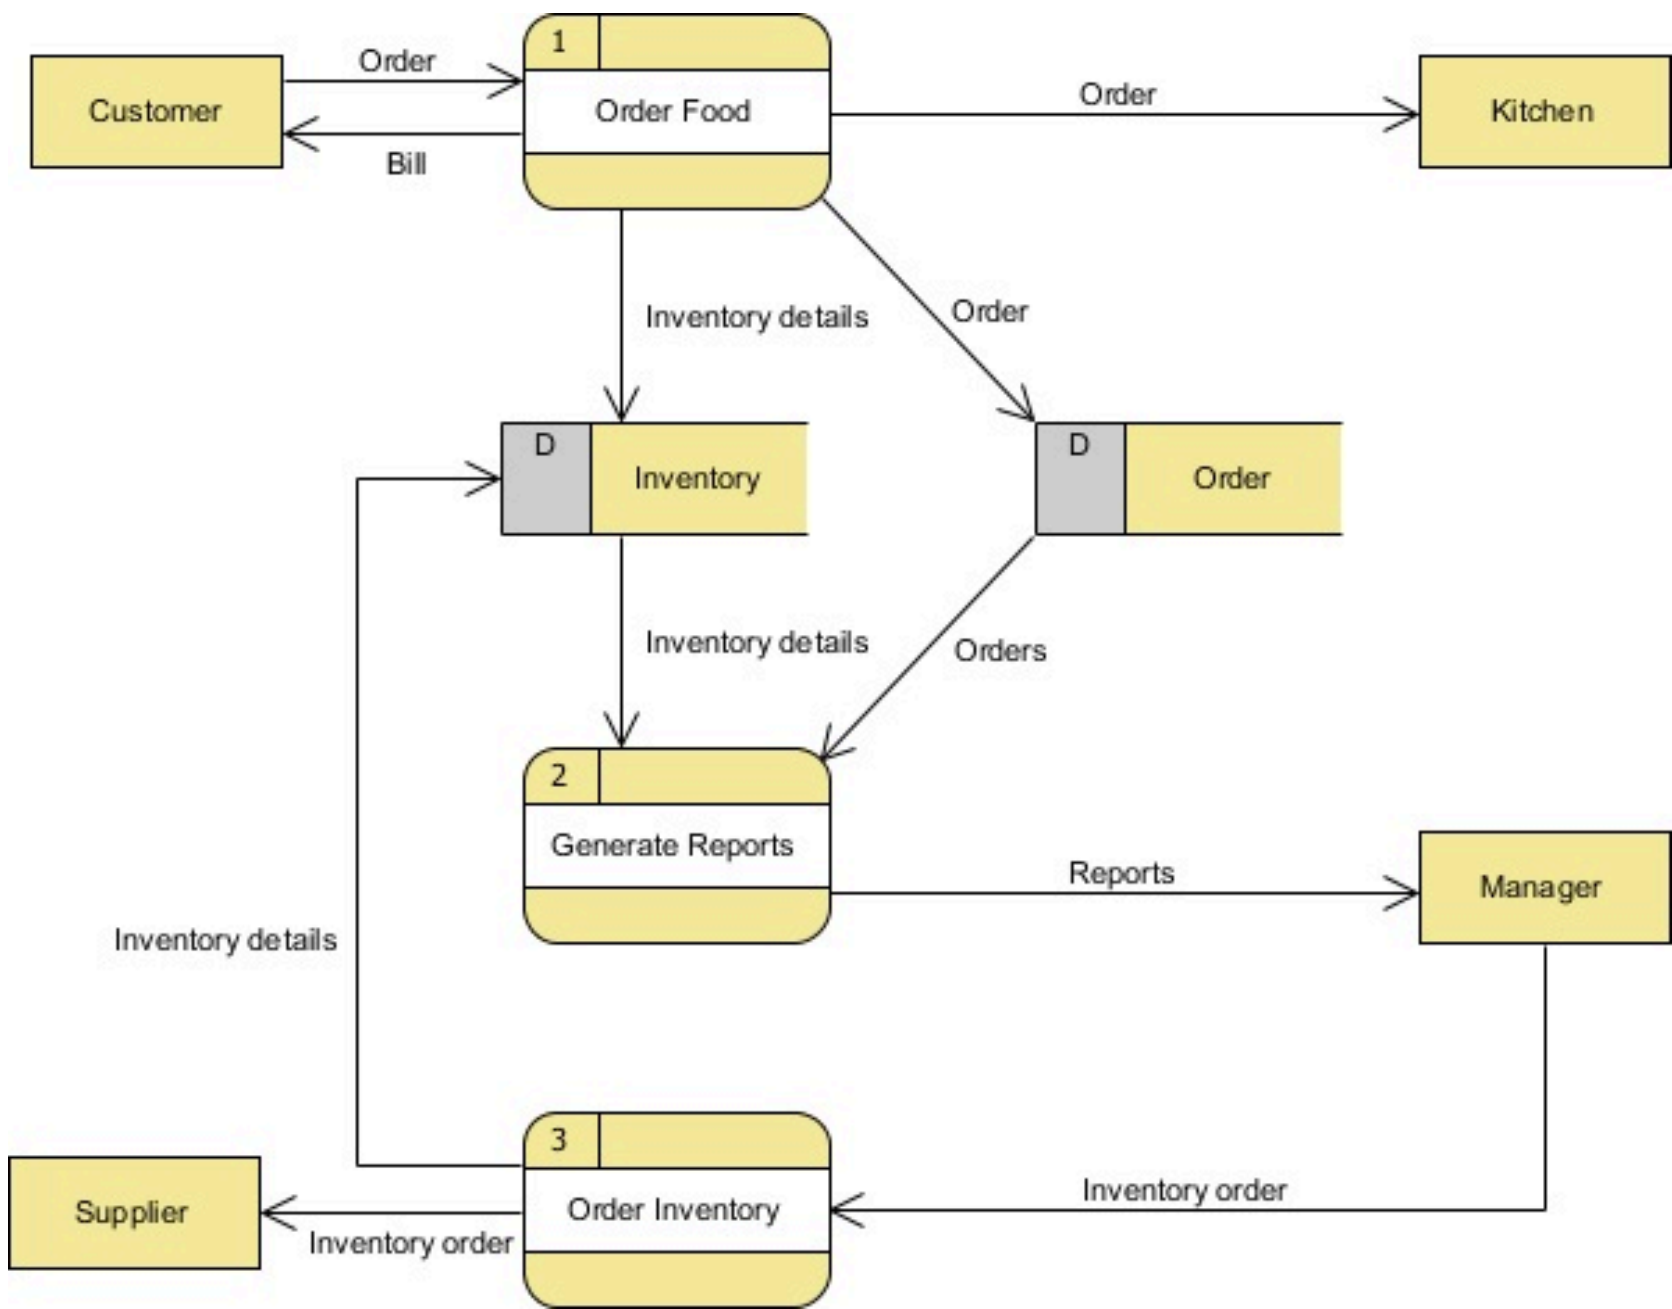 1
Order
Customer
Order Food
Order
Kitchen
Bill
Inventory details
Order
D
Inventory
D
Order
Inventory details
Orders
2
Generate Reports
Reports
Manager
Inventory details
3
Supplier
Order Inventory
Inventory order
Inventory order